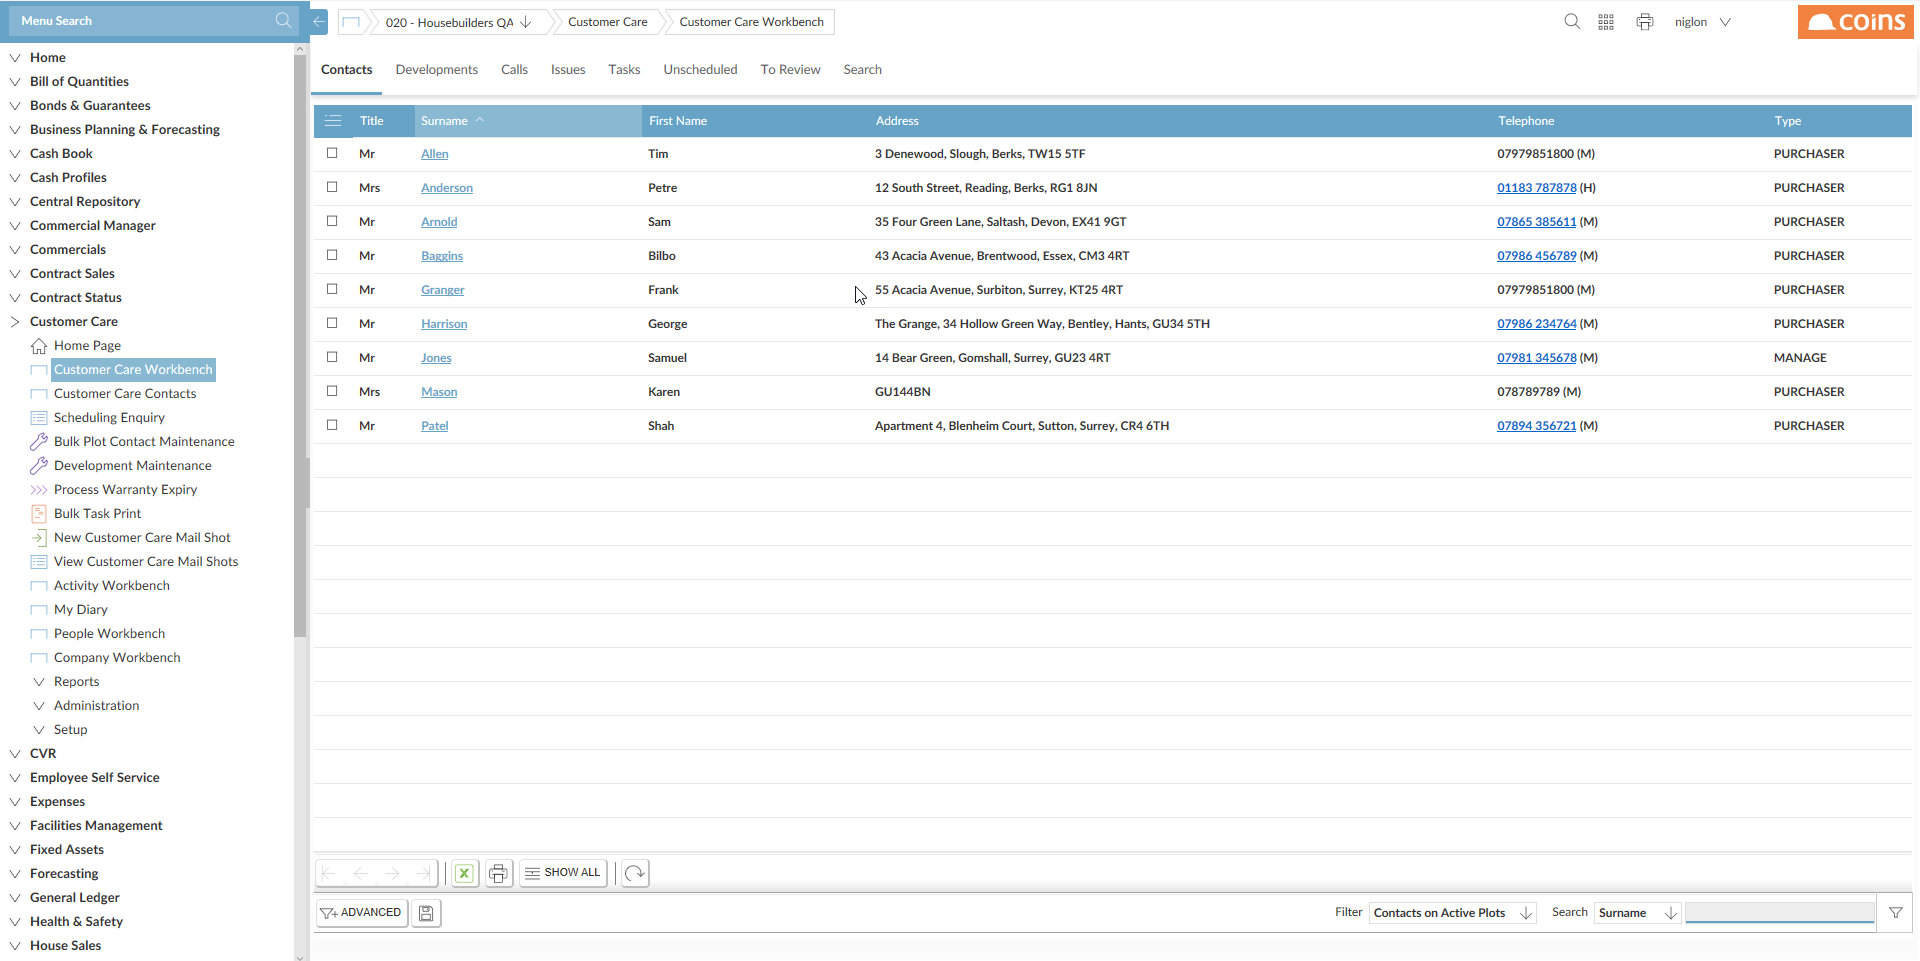 Menu Search
020 - Housebuilders QA
Customer Care
Customer Care Workbench
niglon
coins
Home
Bill of Quantities
Bonds & Guarantees
Business Planning & Forecasting
Cash Book
Cash Profiles
Central Repository
Commercial Manager
Commercials
Contract Sales
Contract Status
Customer Care
Home Page
Customer Care Workbench
Customer Care Contacts
Scheduling Enquiry
Bulk Plot Contact Maintenance
Development Maintenance
Process Warranty Expiry
Bulk Task Print
New Customer Care Mail Shot
View Customer Care Mail Shots
Activity Workbench
My Diary
People Workbench
Company Workbench
Reports
Administration
Setup
CVR
Employee Self Service
Expenses
Facilities Management
Fixed Assets
Forecasting
General Ledger
Health & Safety
House Sales
Contacts Developments Calls Issues Tasks Unscheduled To Review Search
Title Surname First Name Address Telephone Type
Mr Allen Tim 3 Denewood, Slough, Berks, TW15 5TF 07979851800 (M) PURCHASER
Mrs Anderson Petre 12 South Street, Reading, Berks, RG1 8JN 01183 787878 (H) PURCHASER
Mr Arnold Sam 35 Four Green Lane, Saltash, Devon, EX41 9GT 07865 385611 (M) PURCHASER
Mr Baggins Bilbo 43 Acacia Avenue, Brentwood, Essex, CM3 4RT 07986 456789 (M) PURCHASER
Mr Granger Frank 55 Acacia Avenue, Surbiton, Surrey, KT25 4RT 07979851800 (M) PURCHASER
Mr Harrison George The Grange, 34 Hollow Green Way, Bentley, Hants, GU34 5TH 07986 234764 (M) PURCHASER
Mr Jones Samuel 14 Bear Green, Gomshall, Surrey, GU23 4RT 07981 345678 (M) MANAGE
Mrs Mason Karen GU144BN 078789789 (M) PURCHASER
Mr Patel Shah Apartment 4, Blenheim Court, Sutton, Surrey, CR4 6TH 07894 356721 (M) PURCHASER
SHOW ALL
ADVANCED
Filter Contacts on Active Plots Search Surname